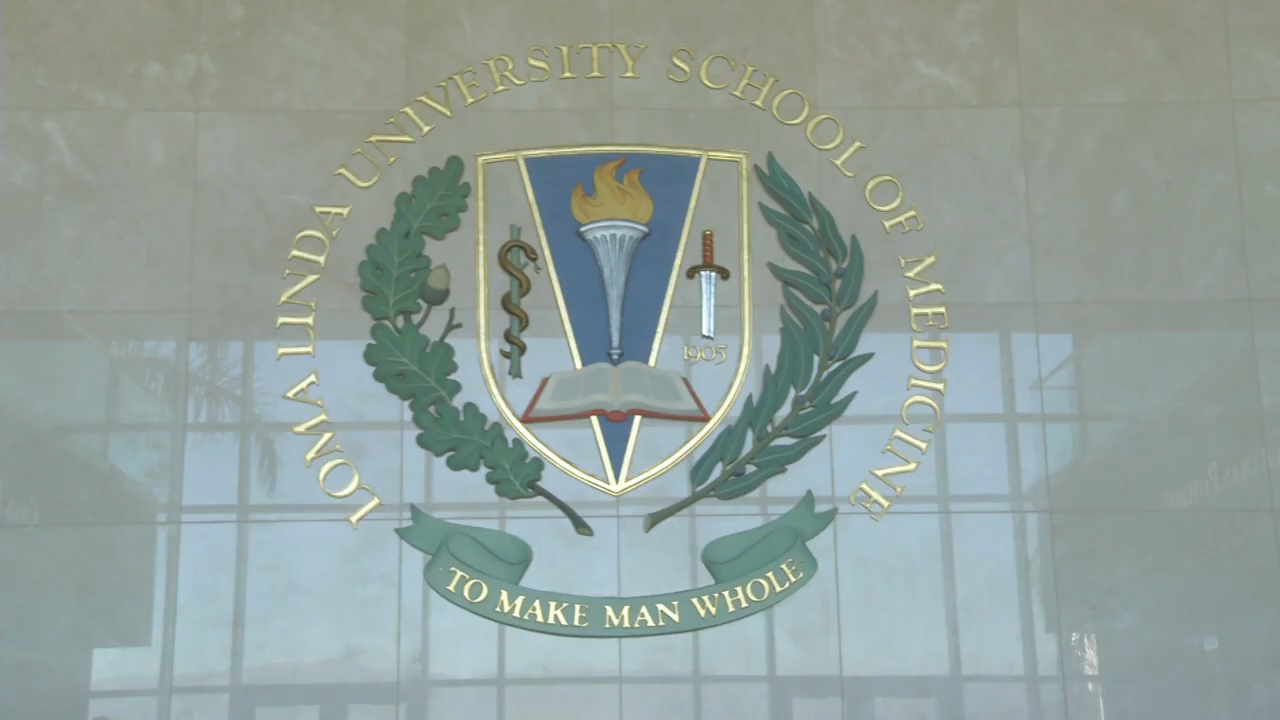 LOMA LINDA UNIVERSITY SCHOOL OF MEDICINE
1905
TO MAKE MAN WHOLE